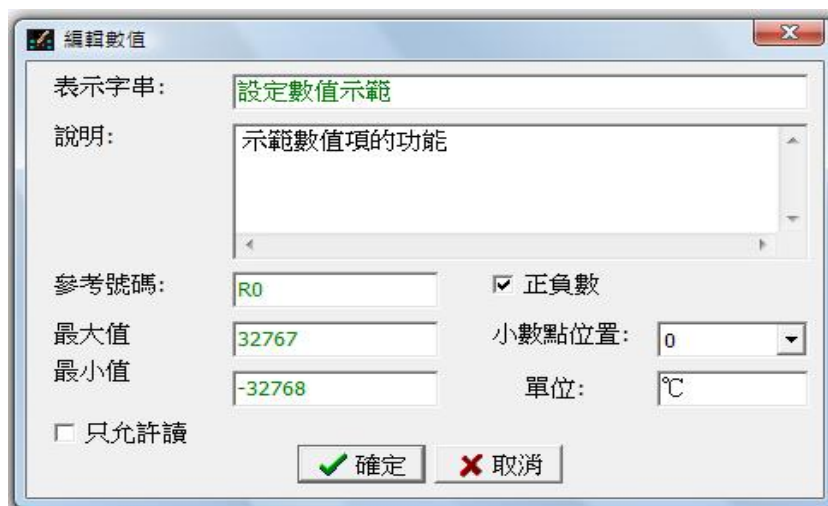 編輯數值
表示字串: 設定數值示範
說明: 示範數值項的功能
參考號碼: R0 正負數
最大值 32767 小數點位置: 0
最小值 -32768 單位: ℃
只允許讀
確定 取消